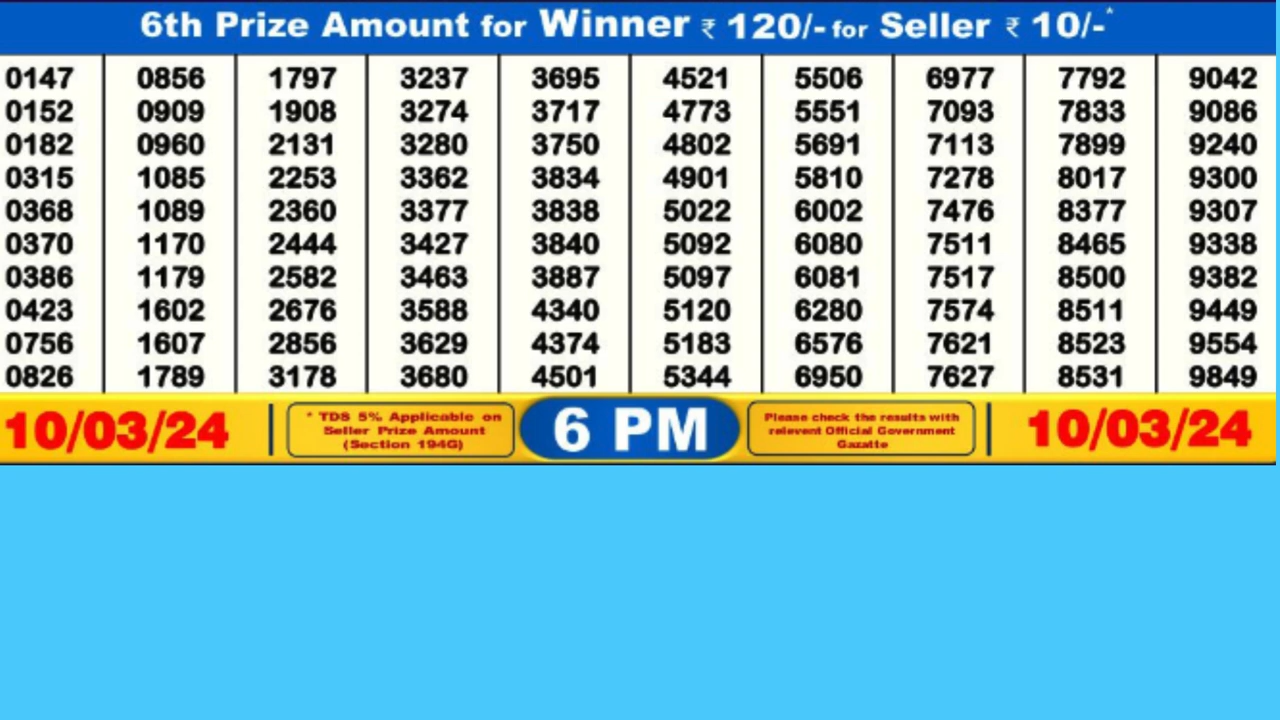 6th Prize Amount for Winner ₹ 120/- for Seller ₹ 10/-*
0147 0856 1797 3237 3695 4521 5506 6977 7792 9042
0152 0909 1908 3274 3717 4773 5551 7093 7833 9086
0182 0960 2131 3280 3750 4802 5691 7113 7899 9240
0315 1085 2253 3362 3834 4901 5810 7278 8017 9300
0368 1089 2360 3377 3838 5022 6002 7476 8377 9307
0370 1170 2444 3427 3840 5092 6080 7511 8465 9338
0386 1179 2582 3463 3887 5097 6081 7517 8500 9382
0423 1602 2676 3588 4340 5120 6280 7574 8511 9449
0756 1607 2856 3629 4374 5183 6576 7621 8523 9554
0826 1789 3178 3680 4501 5344 6950 7627 8531 9849
10/03/24
* TDS 5% Applicable on
Seller Prize Amount
(Section 194G)
6 PM
Please check the results with
relevent Official Government
Gazatte
10/03/24